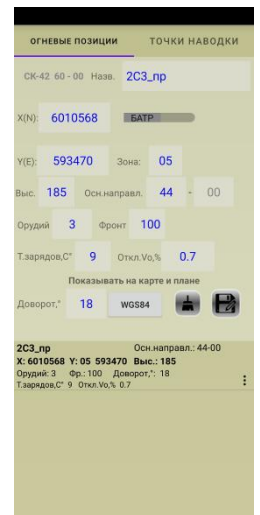 ОГНЕВЫЕ ПОЗИЦИИ ТОЧКИ НАВОДКИ
СК-42 60 - 00 Назв. 2С3_пр
X(N): 6010568 БАТР
Y(E): 593470 Зона: 05
Выс. 185 Осн.направл. 44 - 00
Орудий 3 Фронт 100
Т.зарядов,С° 9 Откл.Vo,% 0.7
Показывать на карте и плане
Доворот,° 18 WGS84
2С3_пр Осн.направл.: 44-00
X: 6010568 Y: 05 593470 Выс.: 185
Орудий: 3 Фр.: 100 Доворот,°: 18
Т.зарядов,С° 9 Откл.Vo,% 0.7